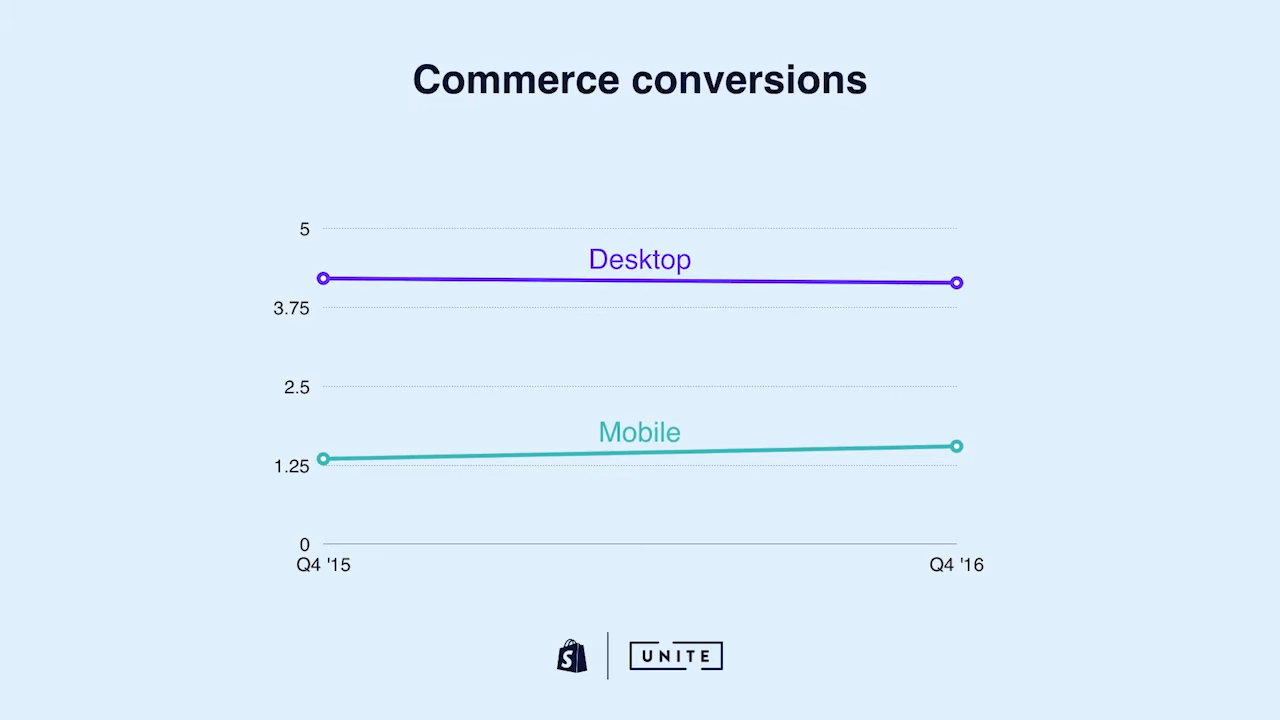 Commerce conversions
5
Desktop
3.75
2.5
Mobile
1.25
0
Q4 '15
Q4 '16
S
UNITE